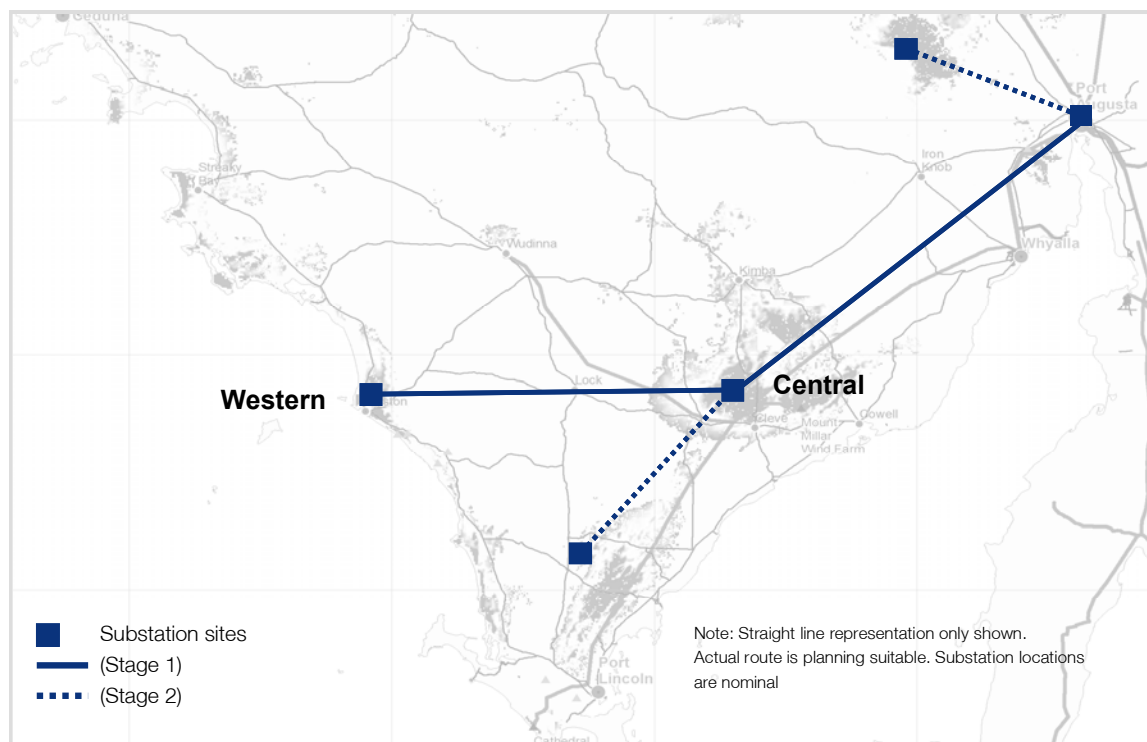 Ceduna
Port
Augusta
Iron
Knob
Streaky
Bay
Wudinna
Whyalla
Kimba
Western
Lock
Central
Cleve
Cowell
Mount
Millar
Wind Farm
Substation sites
(Stage 1)
(Stage 2)
Note: Straight line representation only shown.
Actual route is planning suitable. Substation locations
are nominal
Port
Lincoln
Cathedral